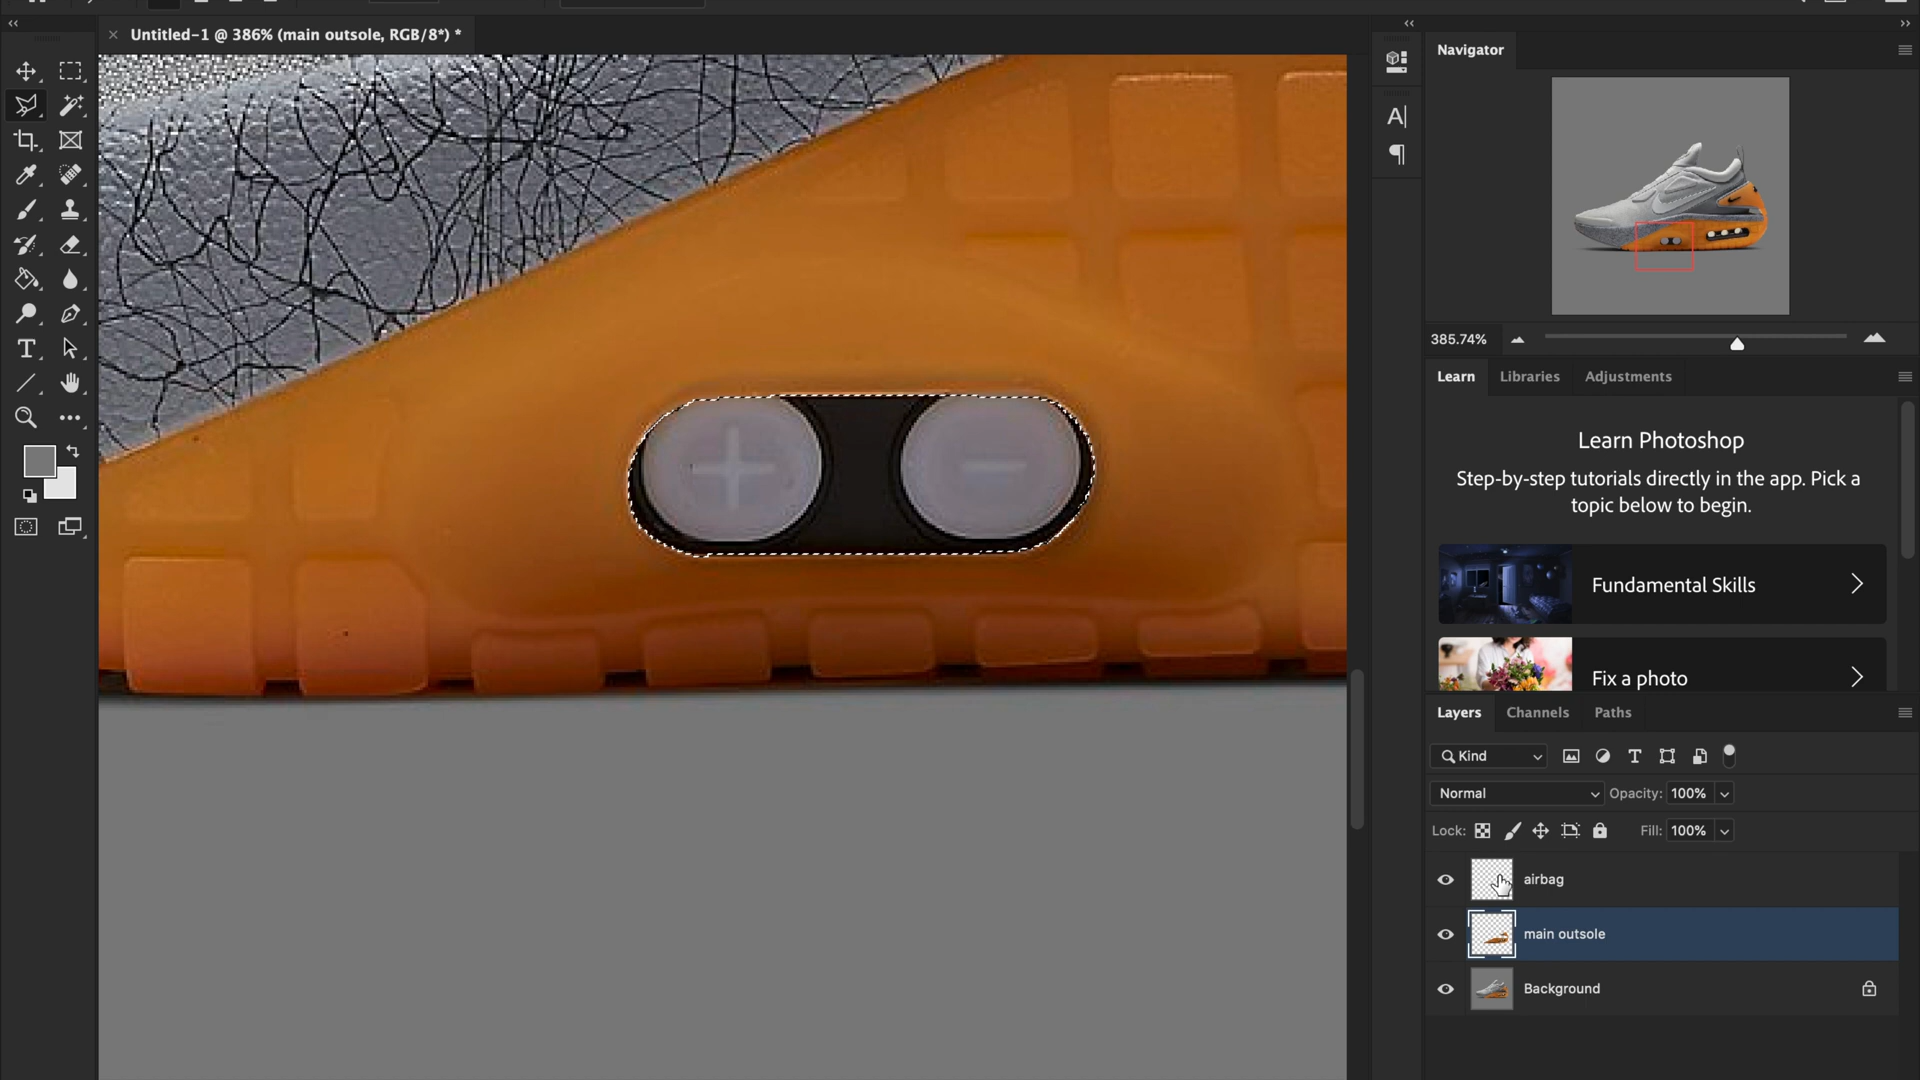 Untitled-1 @ 386% (main outsole, RGB/8*) *
Navigator
385.74%
Learn
Libraries
Adjustments
Learn Photoshop
Step-by-step tutorials directly in the app. Pick a
topic below to begin.
Fundamental Skills
Fix a photo
Layers
Channels
Paths
Kind
Normal
Opacity: 100%
Lock:
Fill: 100%
airbag
main outsole
Background